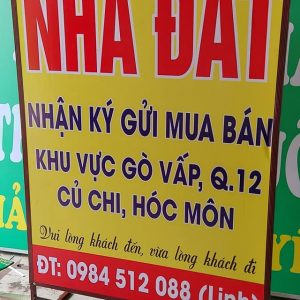 NHÀ ĐẤT
NHẬN KÝ GỬI MUA BÁN
KHU VỰC GÒ VẤP, Q.12
CỦ CHI, HÓC MÔN
Vui lòng khách đến, vừa lòng khách đi
ĐT: 0984 512 088 (Linh)